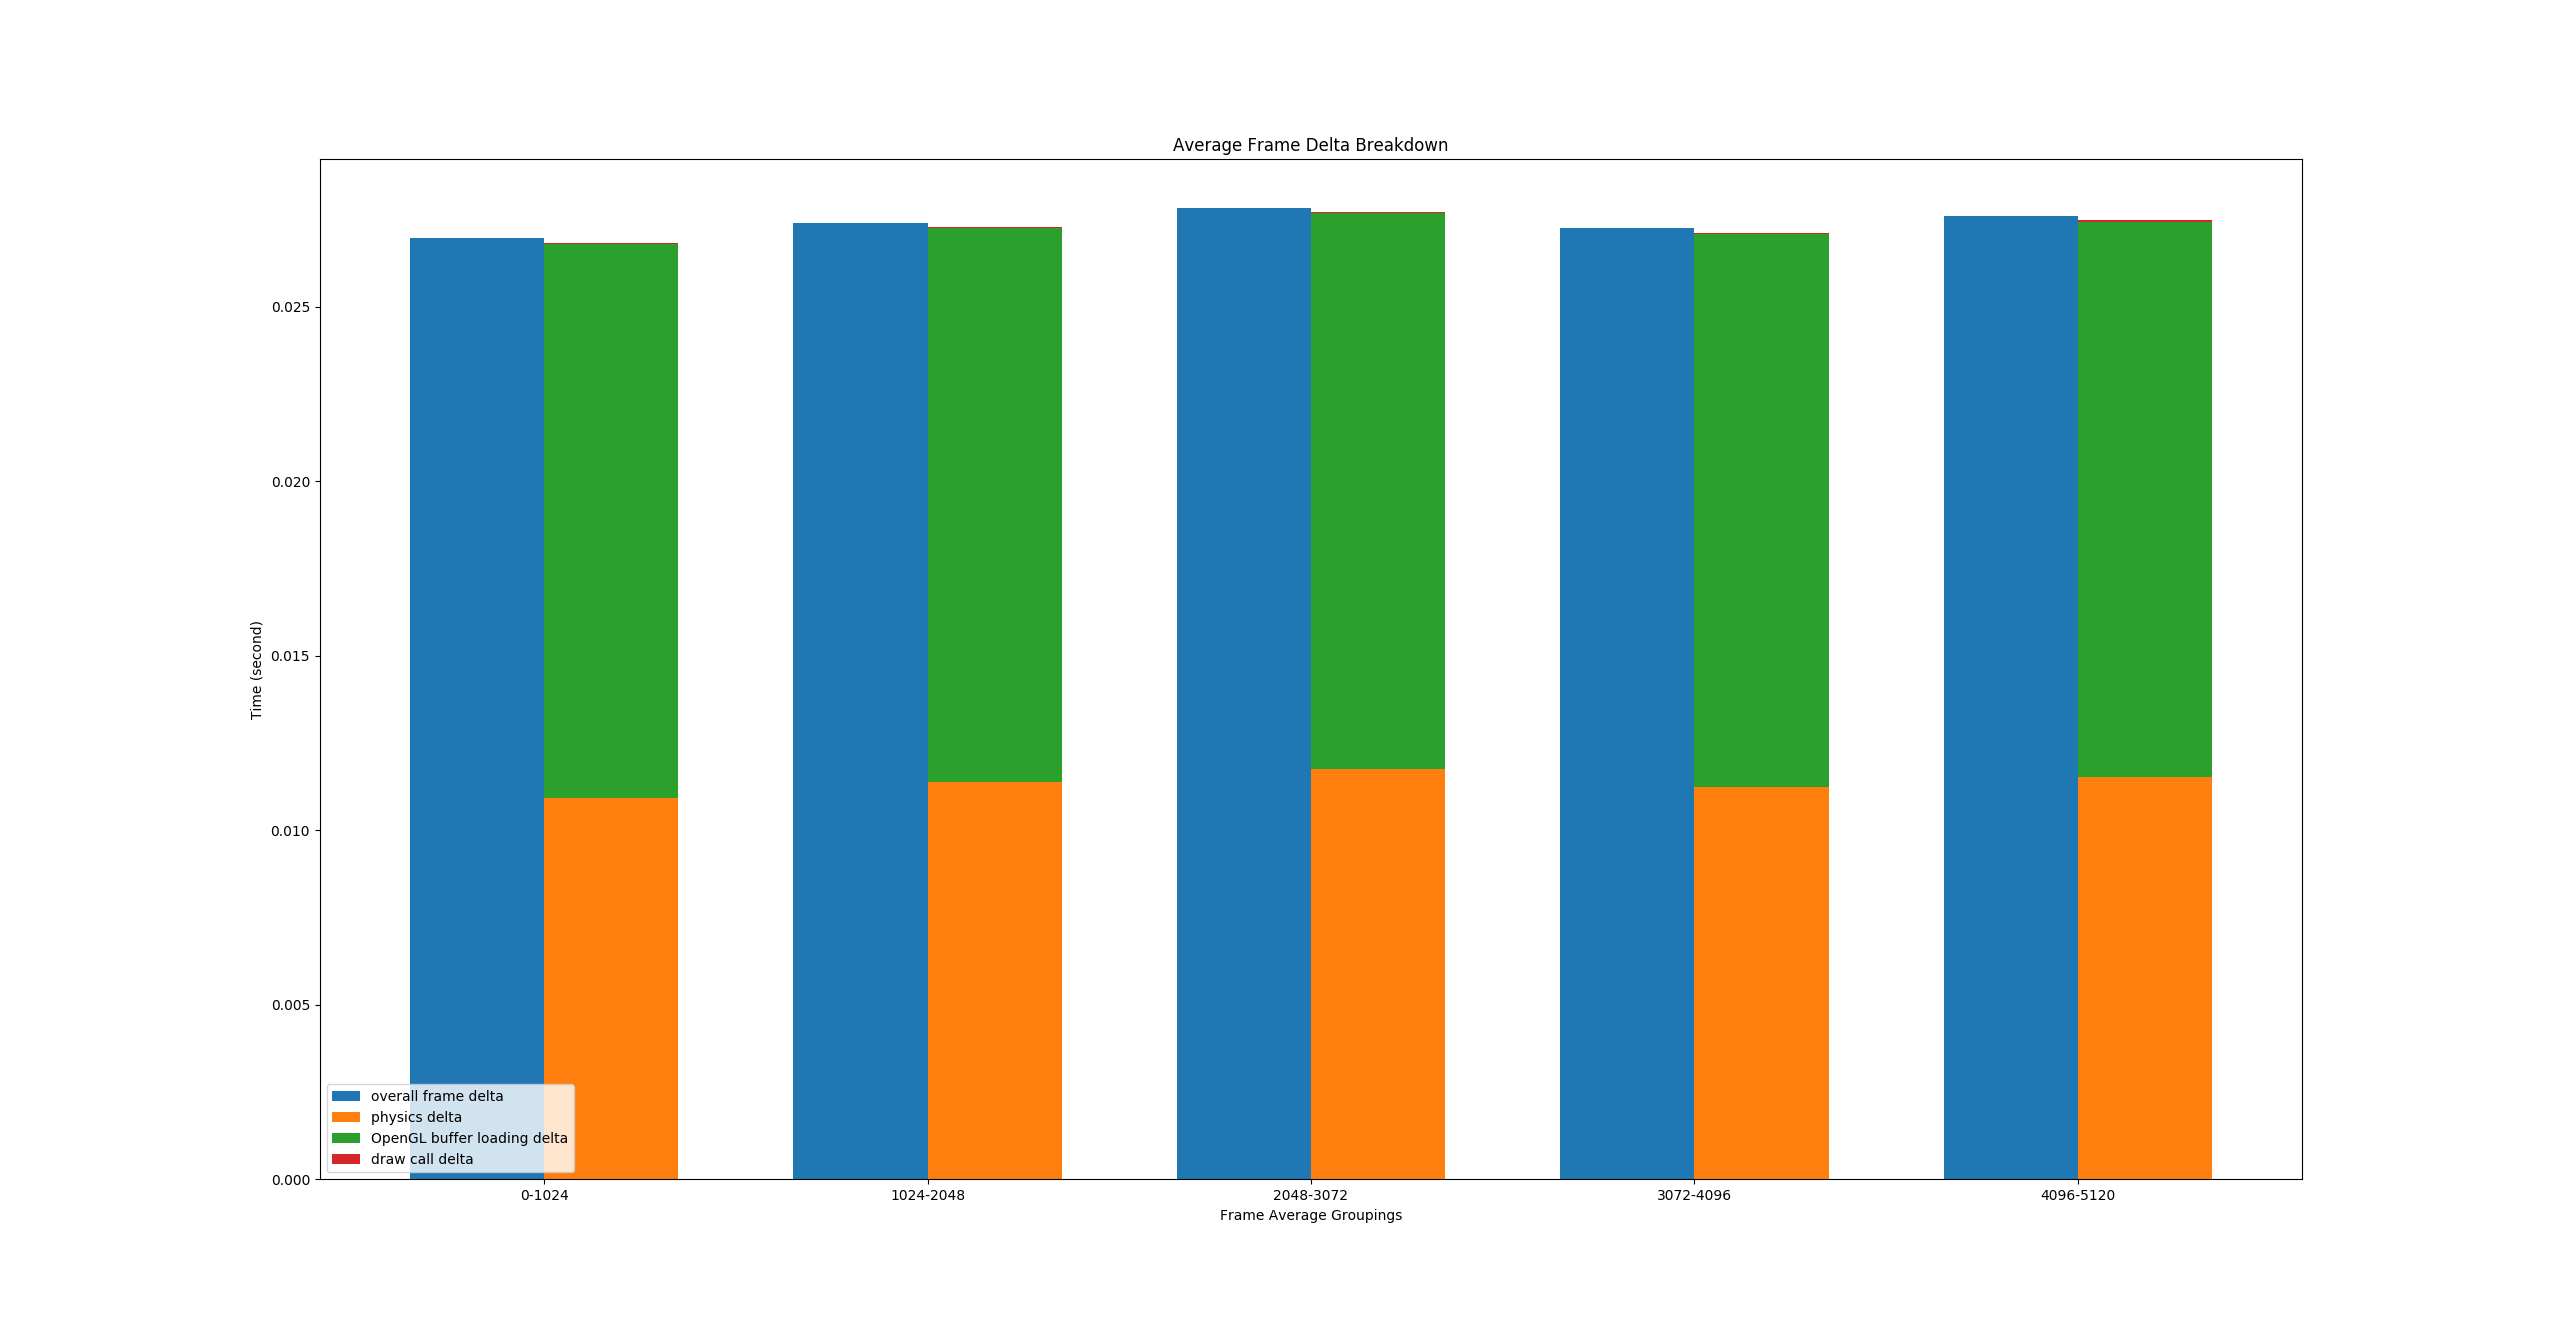 Average Frame Delta Breakdown
0.025
0.020
0.015
0.010
0.005
0.000
Time (second)
overall frame delta
physics delta
OpenGL buffer loading delta
draw call delta
0-1024
1024-2048
2048-3072
3072-4096
4096-5120
Frame Average Groupings